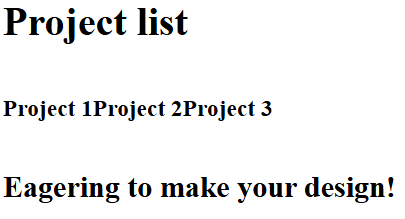 Project list
Project 1Project 2Project 3
Eagering to make your design!